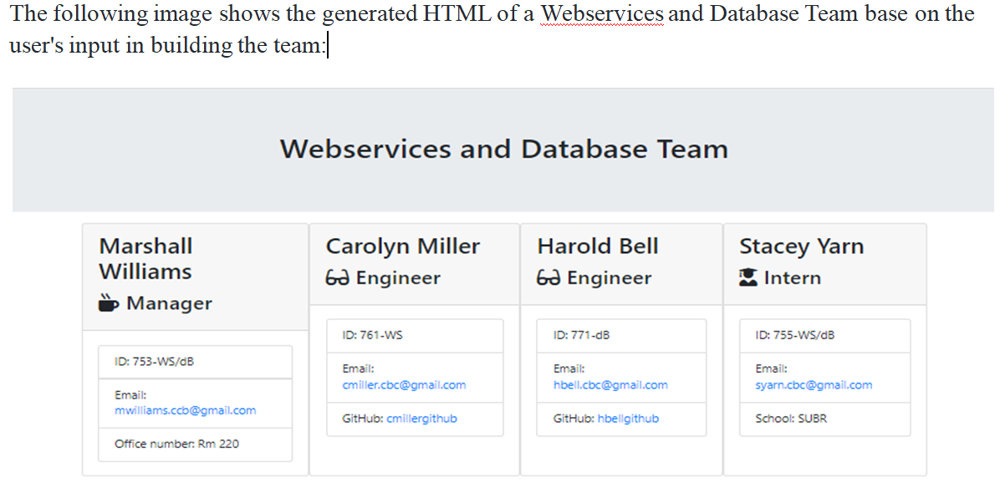 The following image shows the generated HTML of a Webservices and Database Team base on the
user's input in building the team:
Webservices and Database Team
Marshall
Williams
Manager
ID: 753-WS/dB
Email:
mwilliams.ccb@gmail.com
Office number: Rm 220
Carolyn Miller
Engineer
ID: 761-WS
Email:
cmiller.cbc@gmail.com
GitHub: cmillergithub
Harold Bell
Engineer
ID: 771-dB
Email:
hbell.cbc@gmail.com
GitHub: hbellgithub
Stacey Yarn
Intern
ID: 755-WS/dB
Email:
syarn.cbc@gmail.com
School: SUBR